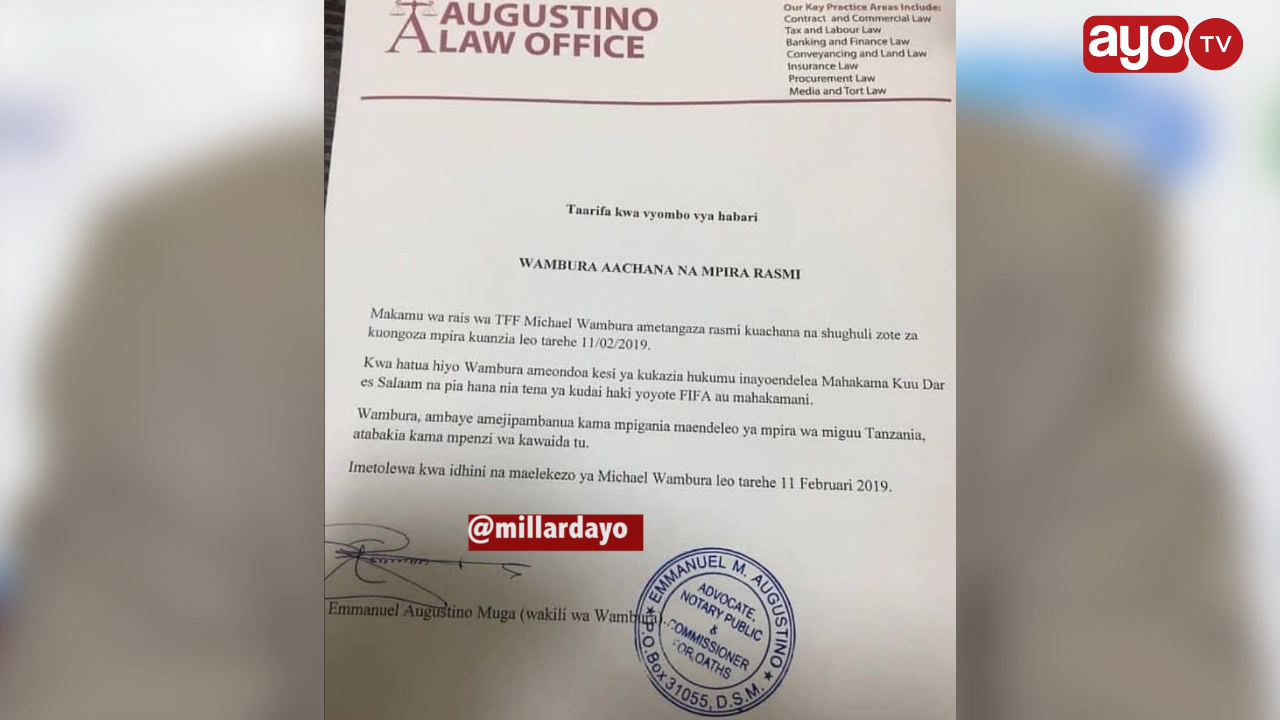 AUGUSTINO
A LAW OFFICE
Our Key Practice Areas Include:
Contract and Commercial Law
Tax and Labour Law
Banking and Finance Law
Conveyancing and Land Law
Insurance Law
Procurement Law
Media and Tort Law
ayo TV
Taarifa kwa vyombo vya habari
WAMBURA AACHANA NA MPIRA RASMI
Makamu wa rais wa TFF Michael Wambura ametangaza rasmi kuachana na shughuli zote za
kuongoza mpira kuanzia leo tarehe 11/02/2019.
Kwa hatua hiyo Wambura ameondoa kesi ya kukazia hukumu inayoendelea Mahakama Kuu Dar
es Salaam na pia hana nia tena ya kudai haki yoyote FIFA au mahakamani.
Wambura, ambaye amejipambanua kama mpigania maendeleo ya mpira wa miguu Tanzania,
atabakia kama mpenzi wa kawaida tu.
Imetolewa kwa idhini na maelekezo ya Michael Wambura leo tarehe 11 Februari 2019.
@millardayo
Emmanuel Augustino Muga (wakili wa Wambura).
EMMANUEL M. AUGUSTINO
ADVOCATE,
NOTARY PUBLIC
&
COMMISSIONER
FOR OATHS
P.O.Box 31055, D.S.M.